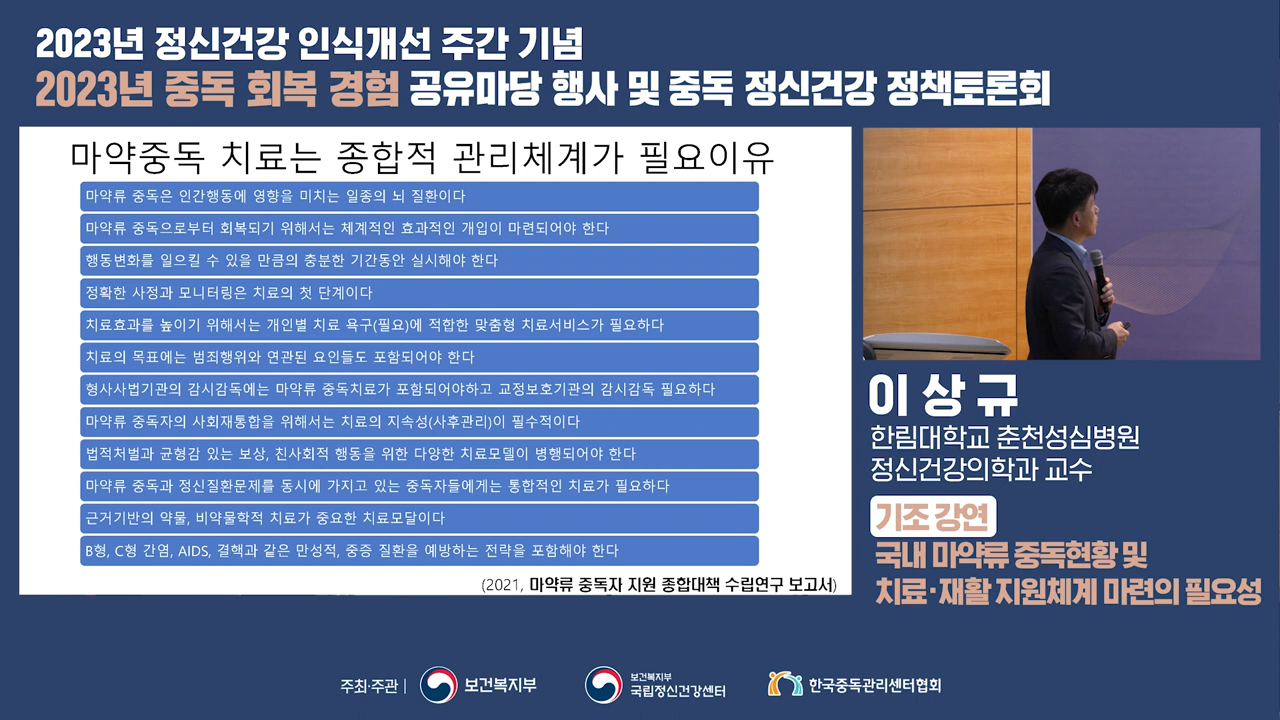 2023년 정신건강 인식개선 주간 기념
2023년 중독 회복 경험 공유마당 행사 및 중독 정신건강 정책토론회
마약중독 치료는 종합적 관리체계가 필요이유
마약류 중독은 인간행동에 영향을 미치는 일종의 뇌 질환이다
마약류 중독으로부터 회복되기 위해서는 체계적인 효과적인 개입이 마련되어야 한다
행동변화를 일으킬 수 있을 만큼의 충분한 기간동안 실시해야 한다
정확한 사정과 모니터링은 치료의 첫 단계이다
치료효과를 높이기 위해서는 개인별 치료 욕구(필요)에 적합한 맞춤형 치료서비스가 필요하다
치료의 목표에는 범죄행위와 연관된 요인들도 포함되어야 한다
형사사법기관의 감시감독에는 마약류 중독치료가 포함되어야하고 교정보호기관의 감시감독 필요하다
마약류 중독자의 사회재통합을 위해서는 치료의 지속성(사후관리)이 필수적이다
법적처벌과 균형감 있는 보상, 친사회적 행동을 위한 다양한 치료모델이 병행되어야 한다
마약류 중독과 정신질환문제를 동시에 가지고 있는 중독자들에게는 통합적인 치료가 필요하다
근거기반의 약물, 비약물학적 치료가 중요한 치료모달이다
B형, C형 간염, AIDS, 결핵과 같은 만성적, 중증 질환을 예방하는 전략을 포함해야 한다
(2021, 마약류 중독자 지원 종합대책 수립연구 보고서)
이상규
한림대학교 춘천성심병원
정신건강의학과 교수
기조 강연
국내 마약류 중독현황 및
치료·재활 지원체계 마련의 필요성
주최·주관 |
보건복지부
보건복지부
국립정신건강센터
한국중독관리센터협회